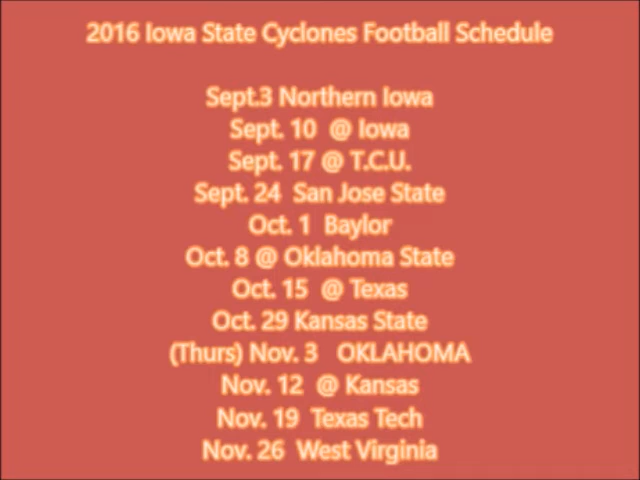 2016 Iowa State Cyclones Football Schedule
Sept.3 Northern Iowa
Sept. 10 @ Iowa
Sept. 17 @ T.C.U.
Sept. 24 San Jose State
Oct. 1 Baylor
Oct. 8 @ Oklahoma State
Oct. 15 @ Texas
Oct. 29 Kansas State
(Thurs) Nov. 3 OKLAHOMA
Nov. 12 @ Kansas
Nov. 19 Texas Tech
Nov. 26 West Virginia